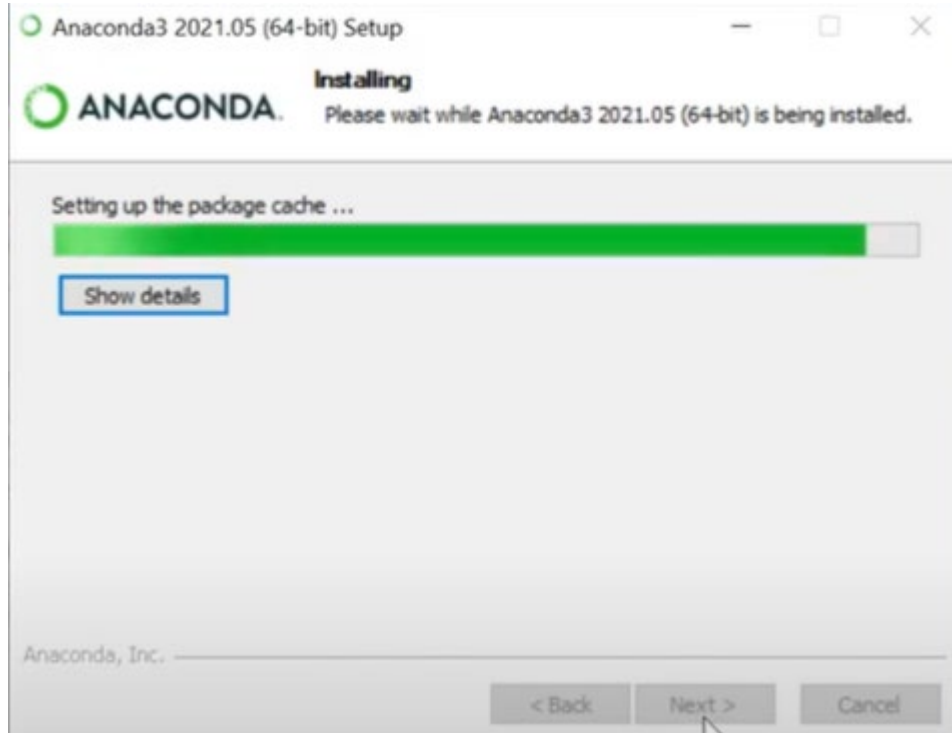 Anaconda3 2021.05 (64-bit) Setup
ANACONDA.
Installing
Please wait while Anaconda3 2021.05 (64-bit) is being installed.
Setting up the package cache ...
Show details
Anaconda, Inc.
< Back Next > Cancel